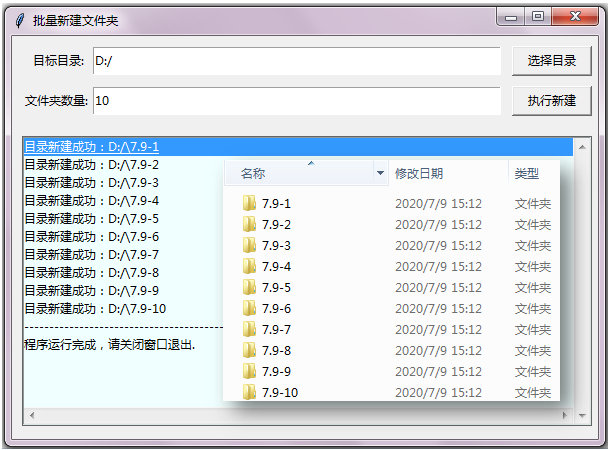 批量新建文件夹
目标目录: D:/ 选择目录
文件夹数量: 10 执行新建
目录新建成功：D:/\7.9-1
目录新建成功：D:/\7.9-2
目录新建成功：D:/\7.9-3
目录新建成功：D:/\7.9-4
目录新建成功：D:/\7.9-5
目录新建成功：D:/\7.9-6
目录新建成功：D:/\7.9-7
目录新建成功：D:/\7.9-8
目录新建成功：D:/\7.9-9
目录新建成功：D:/\7.9-10
程序运行完成，请关闭窗口退出.
名称 修改日期 类型
7.9-1 2020/7/9 15:12 文件夹
7.9-2 2020/7/9 15:12 文件夹
7.9-3 2020/7/9 15:12 文件夹
7.9-4 2020/7/9 15:12 文件夹
7.9-5 2020/7/9 15:12 文件夹
7.9-6 2020/7/9 15:12 文件夹
7.9-7 2020/7/9 15:12 文件夹
7.9-8 2020/7/9 15:12 文件夹
7.9-9 2020/7/9 15:12 文件夹
7.9-10 2020/7/9 15:12 文件夹